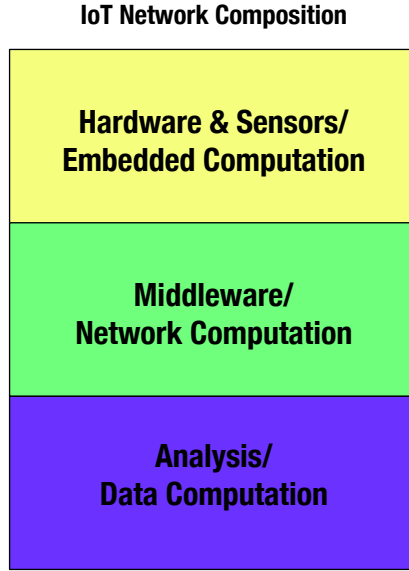 IoT Network Composition
Hardware & Sensors/
Embedded Computation
Middleware/
Network Computation
Analysis/
Data Computation